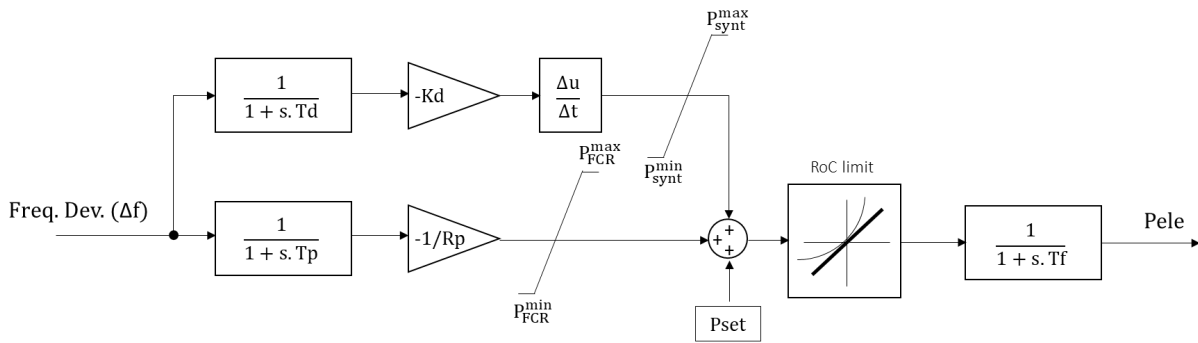 P_synt^max
1
1 + s. Td
-Kd
Δu
Δt
P_FCR^max
P_synt^min
RoC limit
Freq. Dev. (Δf)
1
1 + s. Tp
-1/Rp
+
+
+
1
1 + s. Tf
Pele
P_FCR^min
Pset